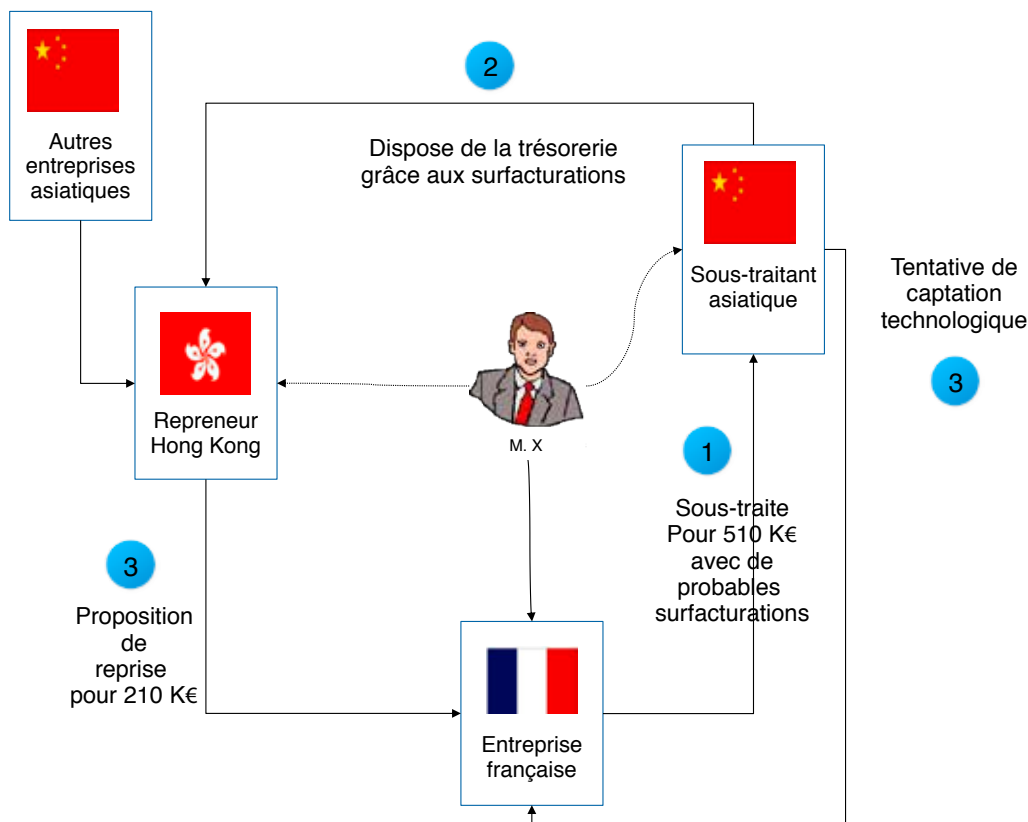 Autres
entreprises
asiatiques
2
Dispose de la trésorerie
grâce aux surfacturations
Sous-traitant
asiatique
Tentative de
captation
technologique
3
Repreneur
Hong Kong
M. X
1
Sous-traite
Pour 510 K€
avec de
probables
surfacturations
3
Proposition
de
reprise
pour 210 K€
Entreprise
française